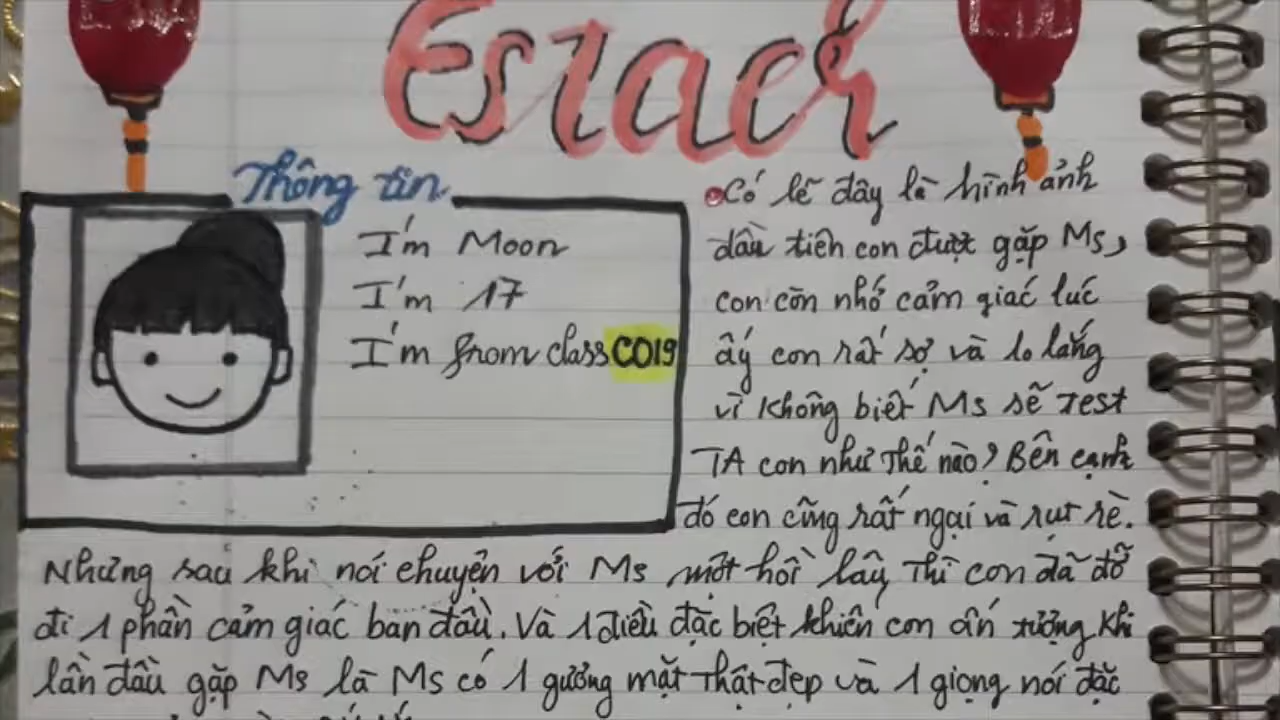 Estach
Thông tin
I'm Moon
I'm 17
I'm from class CO19
Có lẽ đây là hình ảnh
đầu tiên con được gặp Ms,
con còn nhớ cảm giác lúc
ấy con rất sợ và lo lắng
vì không biết Ms sẽ Test
TA con như thế nào? Bên cạnh
đó con cũng rất ngại và rụt rè.
Nhưng sau khi nói chuyện với Ms một hồi lâu thì con đã đỡ
đi 1 phần cảm giác ban đầu. Và 1 điều đặc biệt khiến con ấn tượng khi
lần đầu gặp Ms là Ms có 1 gương mặt thật đẹp và 1 giọng nói đặc